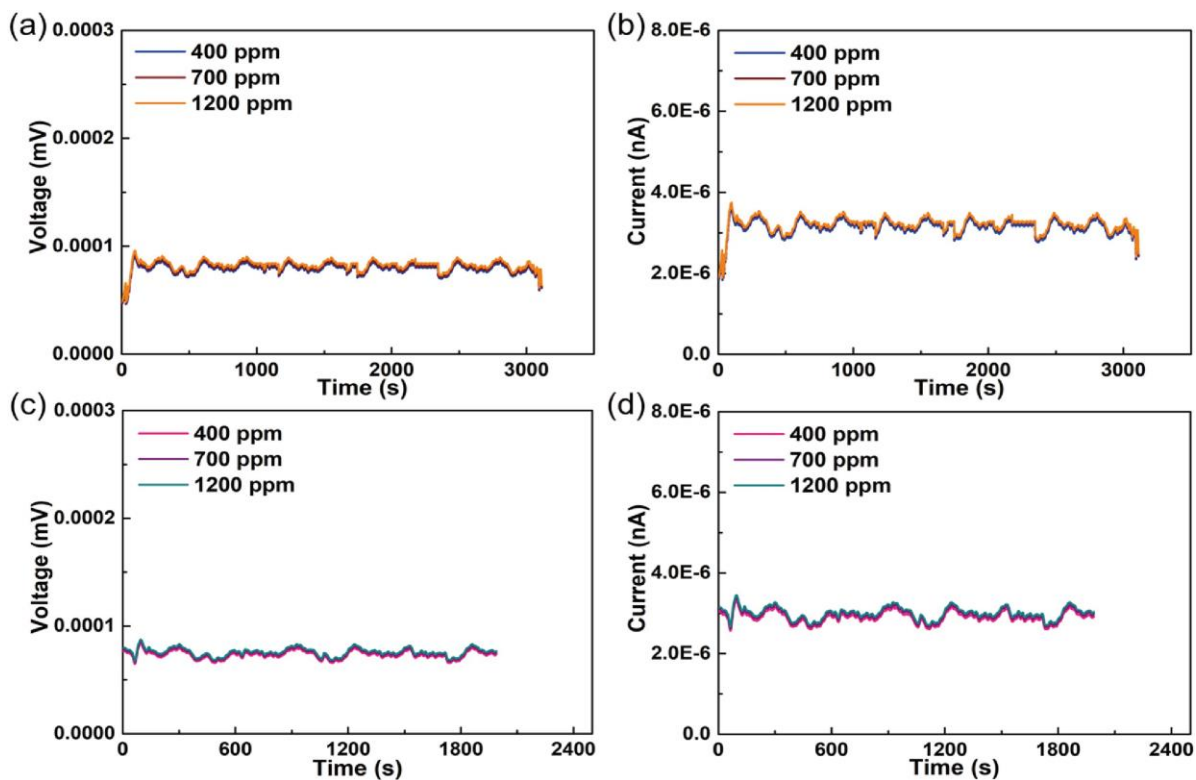 (a)
0.0003
0.0002
0.0001
0.0000
Voltage (mV)
400 ppm
700 ppm
1200 ppm
0 1000 2000 3000
Time (s)
(b)
8.0E-6
6.0E-6
4.0E-6
2.0E-6
0.0
Current (nA)
400 ppm
700 ppm
1200 ppm
0 1000 2000 3000
Time (s)
(c)
0.0003
0.0002
0.0001
0.0000
Voltage (mV)
400 ppm
700 ppm
1200 ppm
0 600 1200 1800 2400
Time (s)
(d)
8.0E-6
6.0E-6
4.0E-6
2.0E-6
0.0
Current (nA)
400 ppm
700 ppm
1200 ppm
0 600 1200 1800 2400
Time (s)